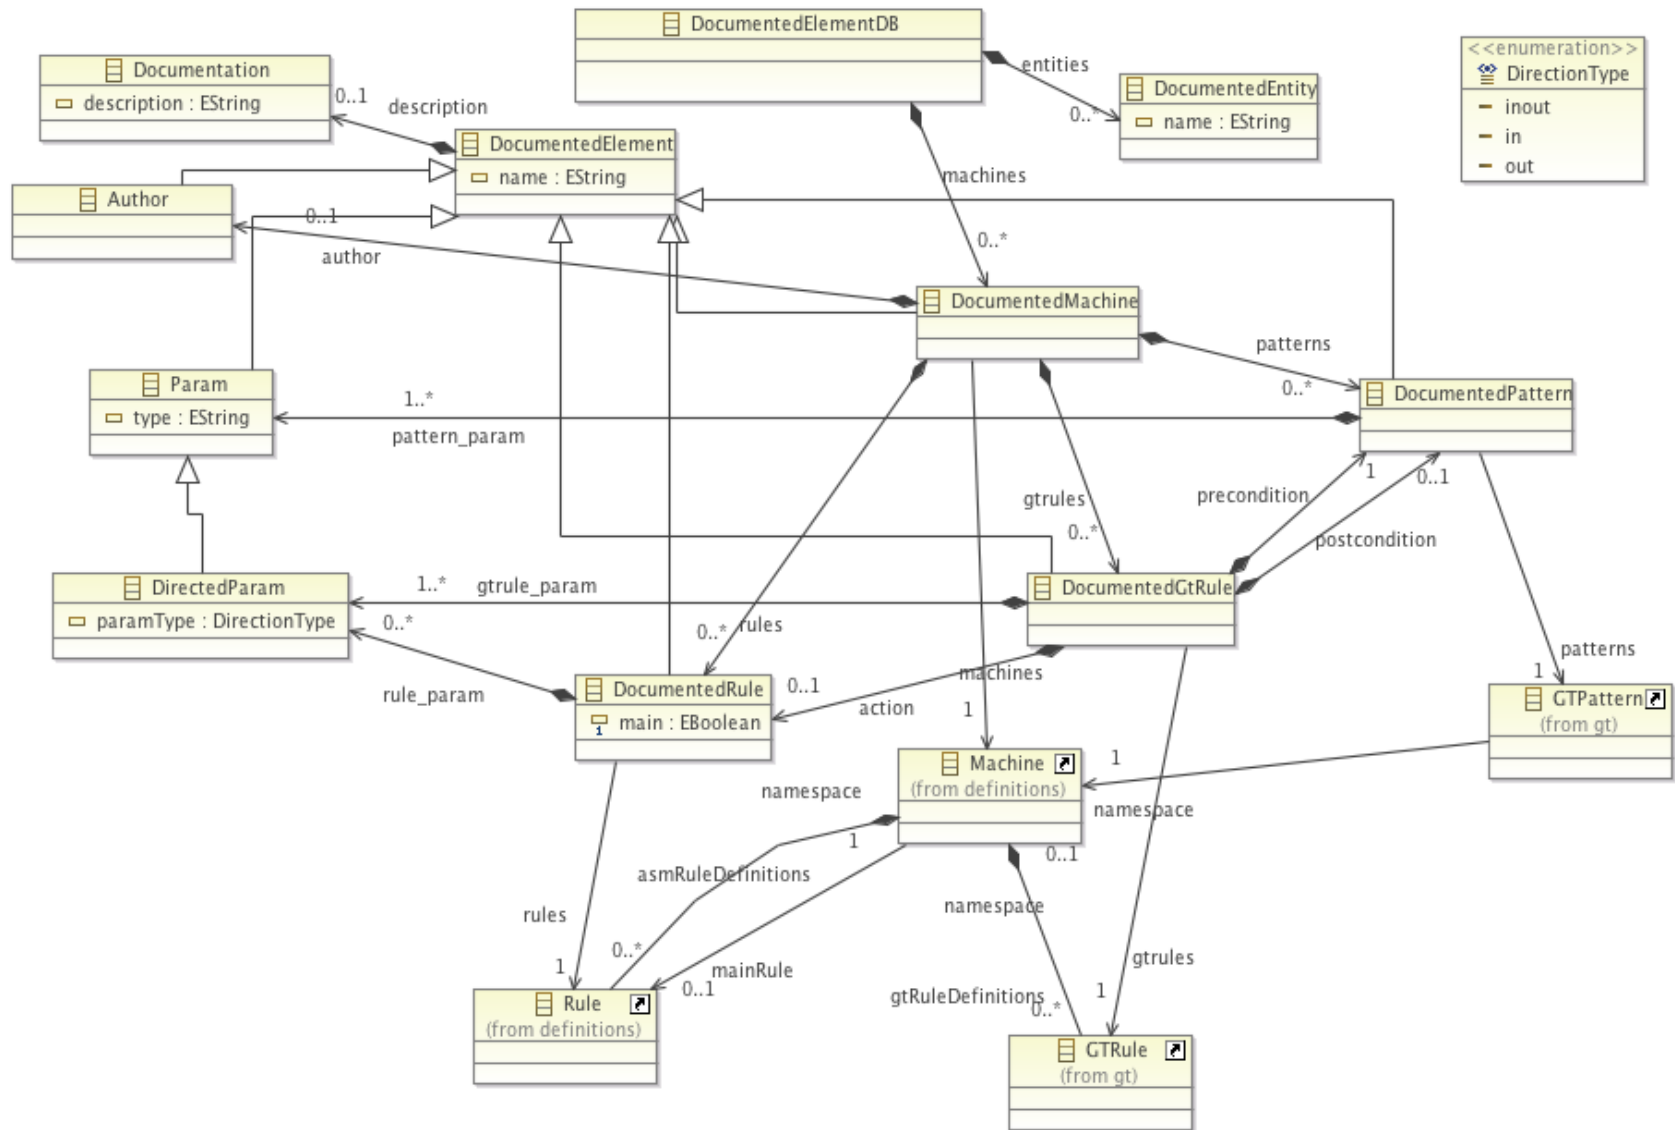 DocumentedElementDB
<<enumeration>>
DirectionType
inout
in
out
entities
0..*
DocumentedEntity
name : EString
Documentation
description : EString
0..1
description
DocumentedElement
name : EString
machines
0..*
Author
0..1
author
DocumentedMachine
patterns
0..*
Param
type : EString
1..*
pattern_param
DocumentedPattern
precondition
1
0..1
postcondition
gtrules
0..*
DirectedParam
paramType : DirectionType
1..*
gtrule_param
DocumentedGtRule
0..*
rule_param
0..*
rules
DocumentedRule
main : EBoolean
0..1
action
machines
1
patterns
1
GTPattern
(from gt)
Machine
(from definitions)
1
namespace
namespace
1
asmRuleDefinitions
0..*
0..1
namespace
rules
1
mainRule
0..1
gtRuleDefinitions
0..*
gtrules
1
Rule
(from definitions)
GTRule
(from gt)